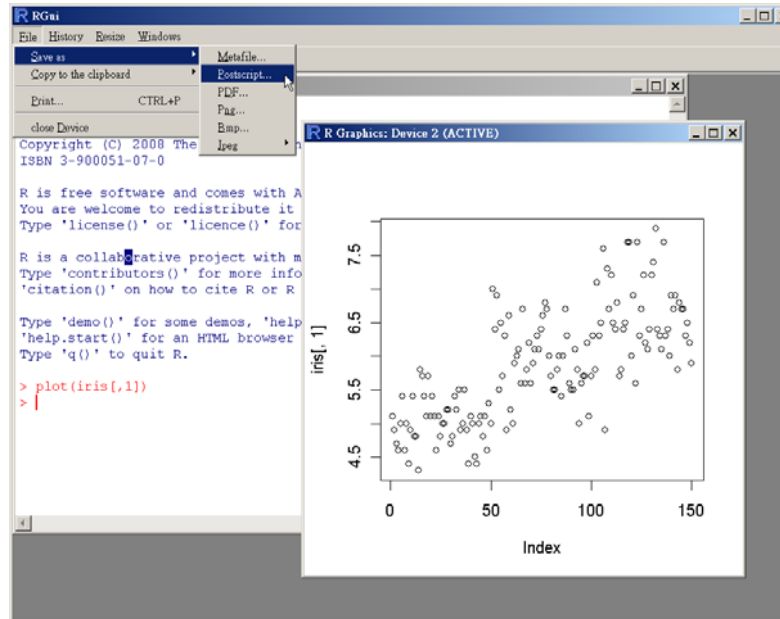 RGui
File History Resize Windows
Save as
Copy to the clipboard
Print... CTRL+P
close Device
Metafile...
Postscript...
PDF...
Png...
Bmp...
Jpeg
Copyright (C) 2008 The
ISBN 3-900051-07-0
R is free software and comes with A
You are welcome to redistribute it
Type 'license()' or 'licence()' for
R is a collaborative project with m
Type 'contributors()' for more info
'citation()' on how to cite R or R
Type 'demo()' for some demos, 'help
'help.start()' for an HTML browser
Type 'q()' to quit R.
> plot(iris[,1])
>
R Graphics: Device 2 (ACTIVE)
iris[, 1]
7.5
6.5
5.5
4.5
0 50 100 150
Index